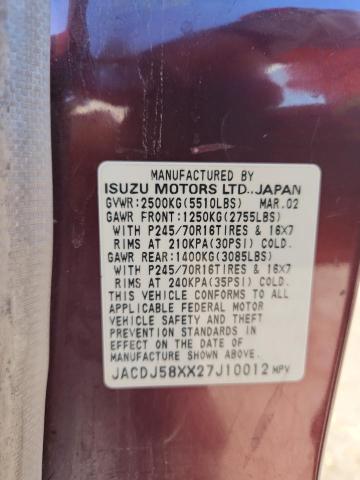 MANUFACTURED BY
ISUZU MOTORS LTD., JAPAN
GVWR:2500KG(5510LBS) MAR.02
GAWR FRONT:1250KG(2755LBS)
WITH P245/70R16TIRES & 16X7
RIMS AT 210KPA(30PSI) COLD.
GAWR REAR:1400KG(3085LBS)
WITH P245/70R16TIRES & 16X7
RIMS AT 240KPA(35PSI) COLD.
THIS VEHICLE CONFORMS TO ALL
APPLICABLE FEDERAL MOTOR
VEHICLE SAFETY AND THEFT
PREVENTION STANDARDS IN
EFFECT ON THE DATE OF
MANUFACTURE SHOWN ABOVE.
JACDJ58XX27J10012 MPV